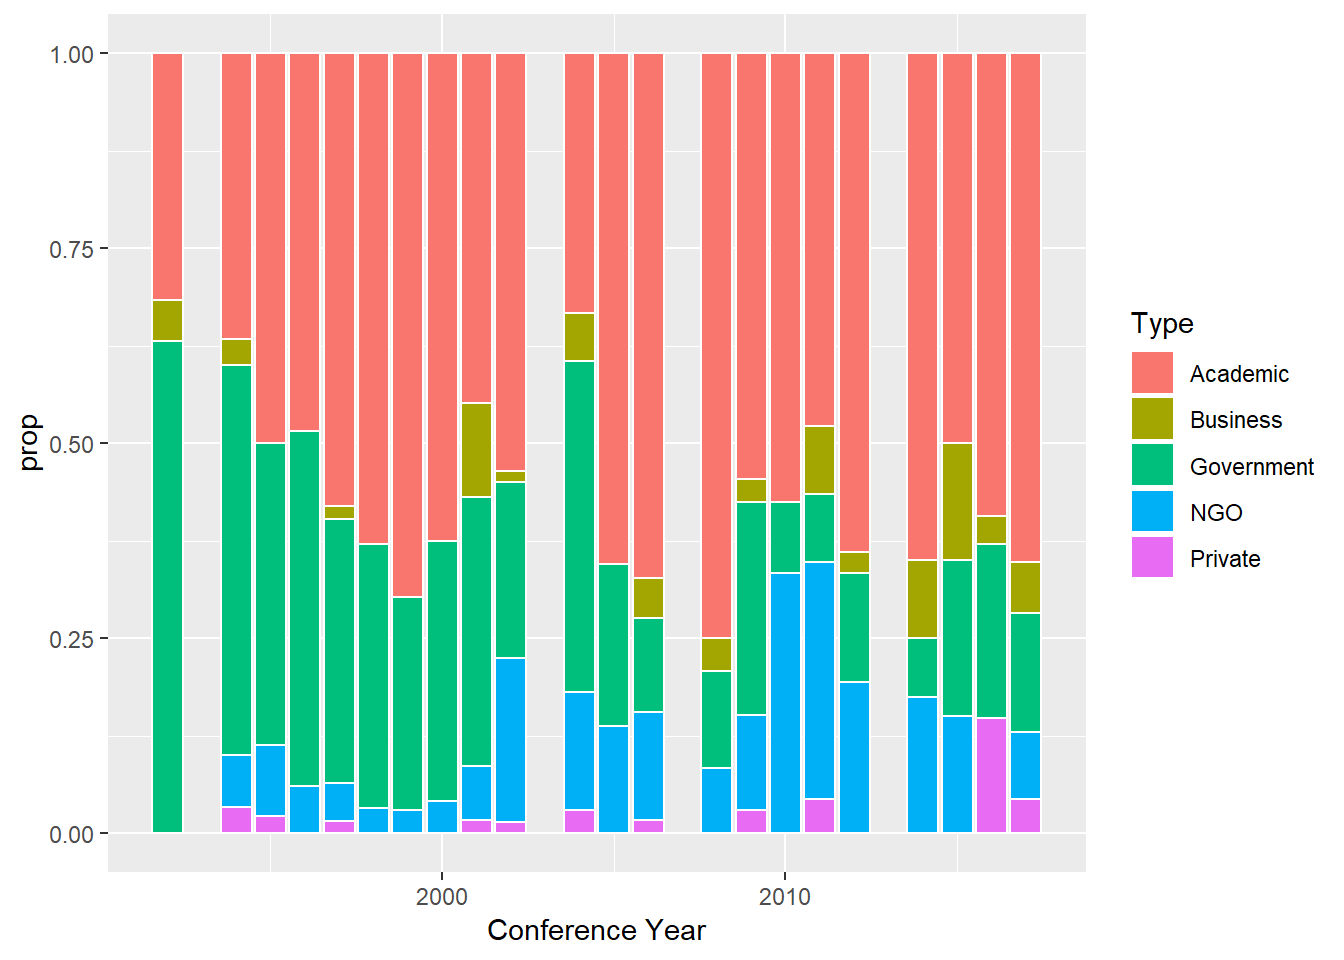 1.00
0.75
0.50
0.25
0.00
prop
2000
2010
Conference Year
Type
Academic
Business
Government
NGO
Private